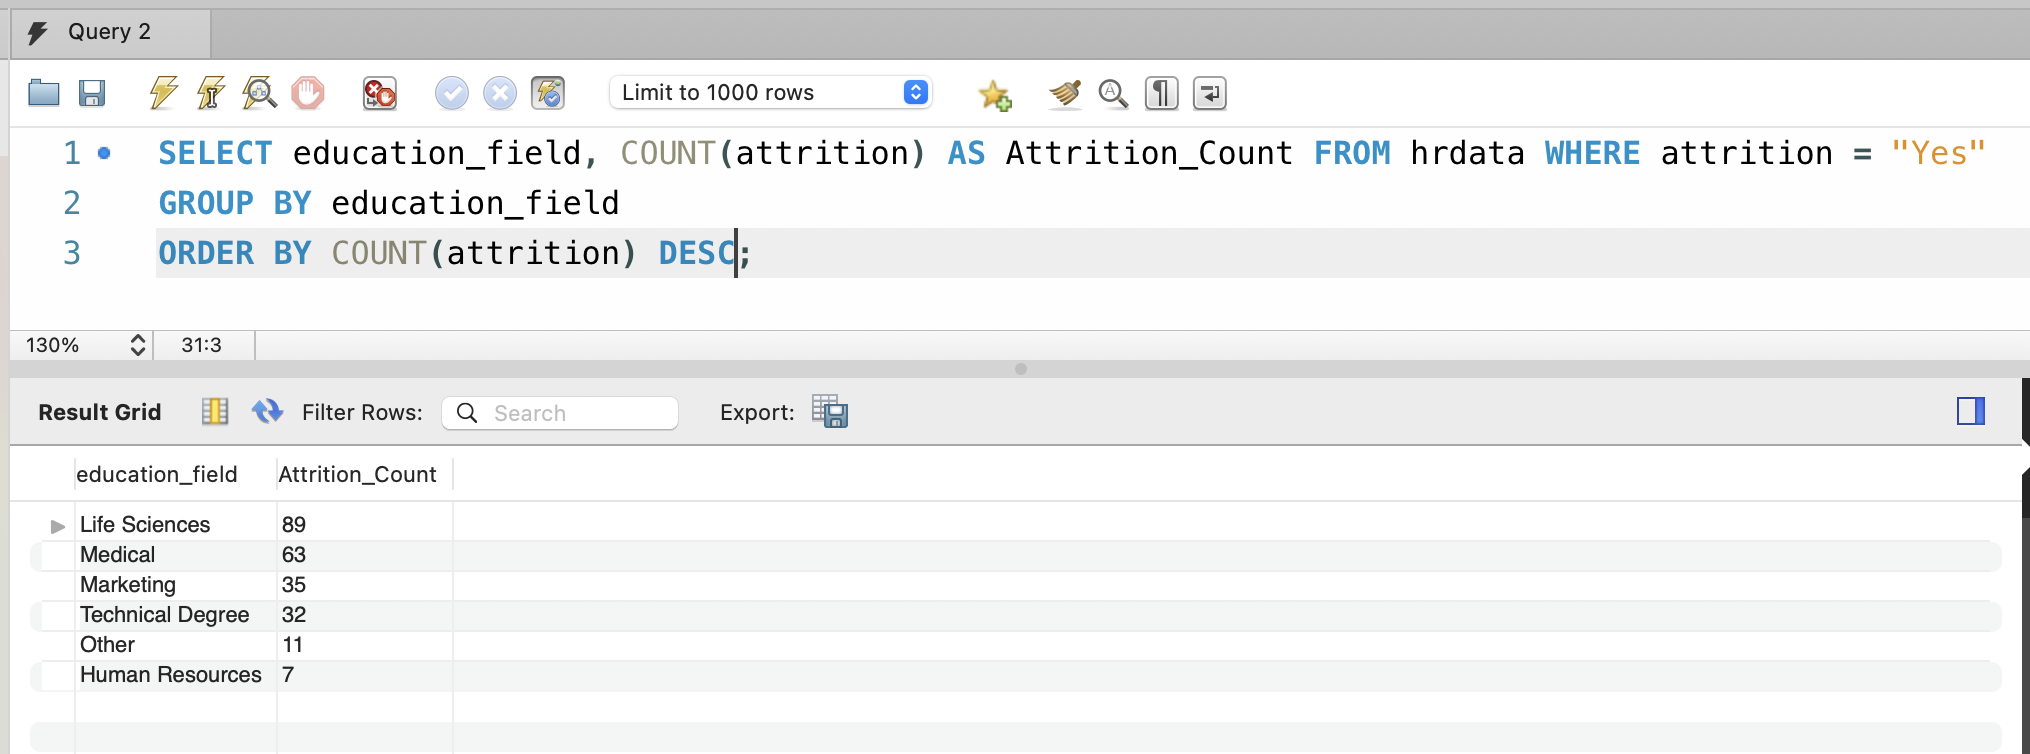 Query 2
Limit to 1000 rows
1 SELECT education_field, COUNT(attrition) AS Attrition_Count FROM hrdata WHERE attrition = "Yes"
2 GROUP BY education_field
3 ORDER BY COUNT(attrition) DESC;
130% 31:3
Result Grid Filter Rows: Search Export:
education_field Attrition_Count
Life Sciences 89
Medical 63
Marketing 35
Technical Degree 32
Other 11
Human Resources 7